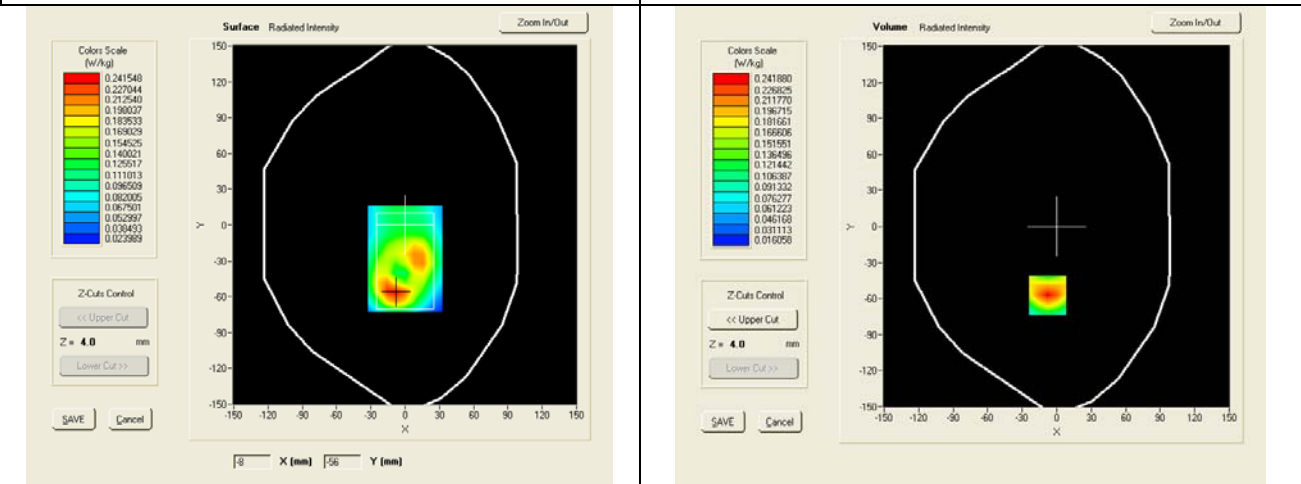 Surface Radiated Intensity
Zoom In/Out
Colors Scale
(W/kg)
0.241548
0.227044
0.212540
0.198037
0.183533
0.169029
0.154525
0.140021
0.125517
0.111013
0.096509
0.082005
0.067501
0.052997
0.038493
0.023989
150
120
90
60
30
0
-30
-60
-90
-120
-150
Y
-150 -120 -90 -60 -30 0 30 60 90 120 150
X
Z-Cuts Control
<< Upper Cut
Z = 4.0 mm
Lower Cut >>
SAVE Cancel
-8 X (mm) -56 Y (mm)
Volume Radiated Intensity
Zoom In/Out
Colors Scale
(W/kg)
0.241880
0.226825
0.211770
0.196715
0.181661
0.166606
0.151551
0.136496
0.121442
0.106387
0.091332
0.076277
0.061223
0.046168
0.031113
0.016058
150
120
90
60
30
0
-30
-60
-90
-120
-150
Y
-150 -120 -90 -60 -30 0 30 60 90 120 150
X
Z-Cuts Control
<< Upper Cut
Z = 4.0 mm
Lower Cut >>
SAVE Cancel